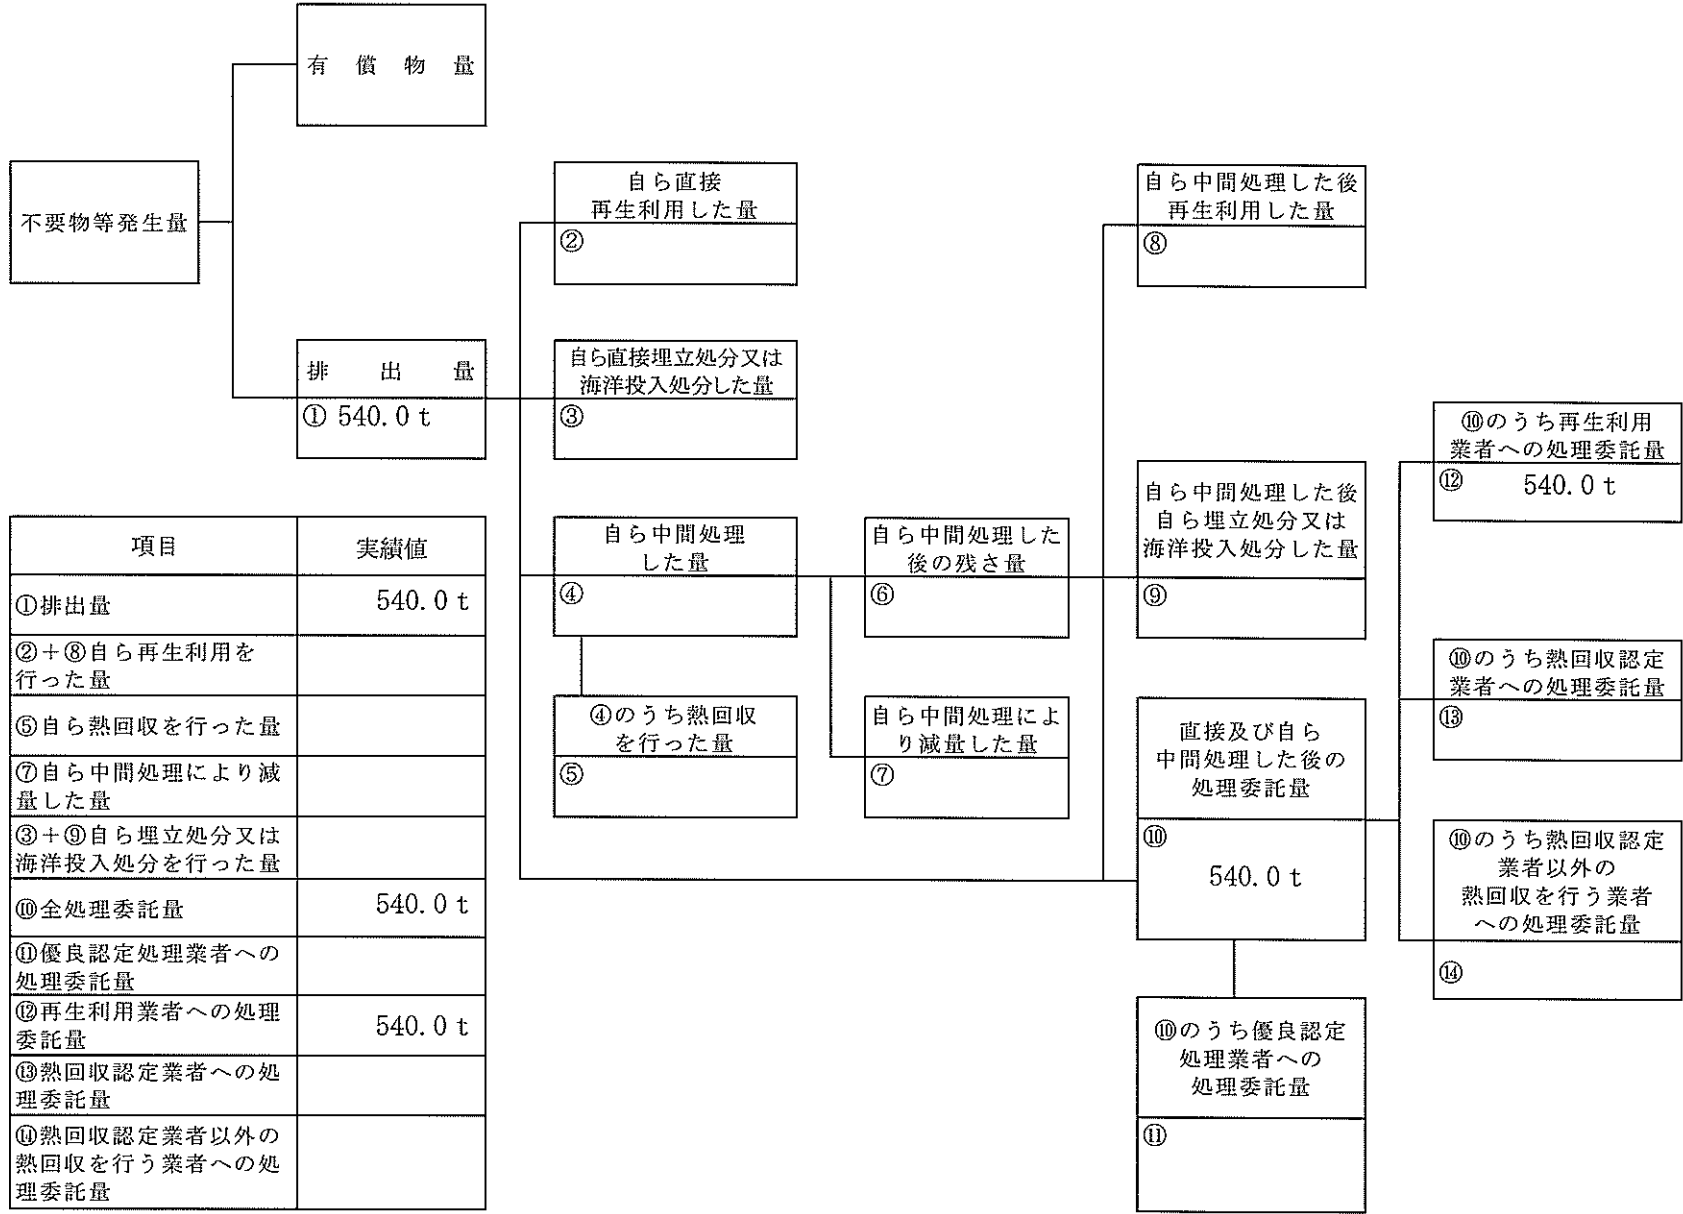 有償物量
不要物等発生量
排出量
① 540.0 t
自ら直接
再生利用した量
②
自ら直接埋立処分又は
海洋投入処分した量
③
自ら中間処理
した量
④
④のうち熱回収
を行った量
⑤
自ら中間処理した
後の残さ量
⑥
自ら中間処理によ
り減量した量
⑦
自ら中間処理した後
再生利用した量
⑧
自ら中間処理した後
自ら埋立処分又は
海洋投入処分した量
⑨
直接及び自ら
中間処理した後の
処理委託量
⑩
540.0 t
⑩のうち優良認定
処理業者への
処理委託量
⑪
⑩のうち再生利用
業者への処理委託量
⑫ 540.0 t
⑩のうち熱回収認定
業者への処理委託量
⑬
⑩のうち熱回収認定
業者以外の
熱回収を行う業者
への処理委託量
⑭
項目 実績値
①排出量 540.0 t
②+⑧自ら再生利用を
行った量
⑤自ら熱回収を行った量
⑦自ら中間処理により減
量した量
③+⑨自ら埋立処分又は
海洋投入処分を行った量
⑩全処理委託量 540.0 t
⑪優良認定処理業者への
処理委託量
⑫再生利用業者への処理
委託量 540.0 t
⑬熱回収認定業者への処
理委託量
⑭熱回収認定業者以外の
熱回収を行う業者への処
理委託量